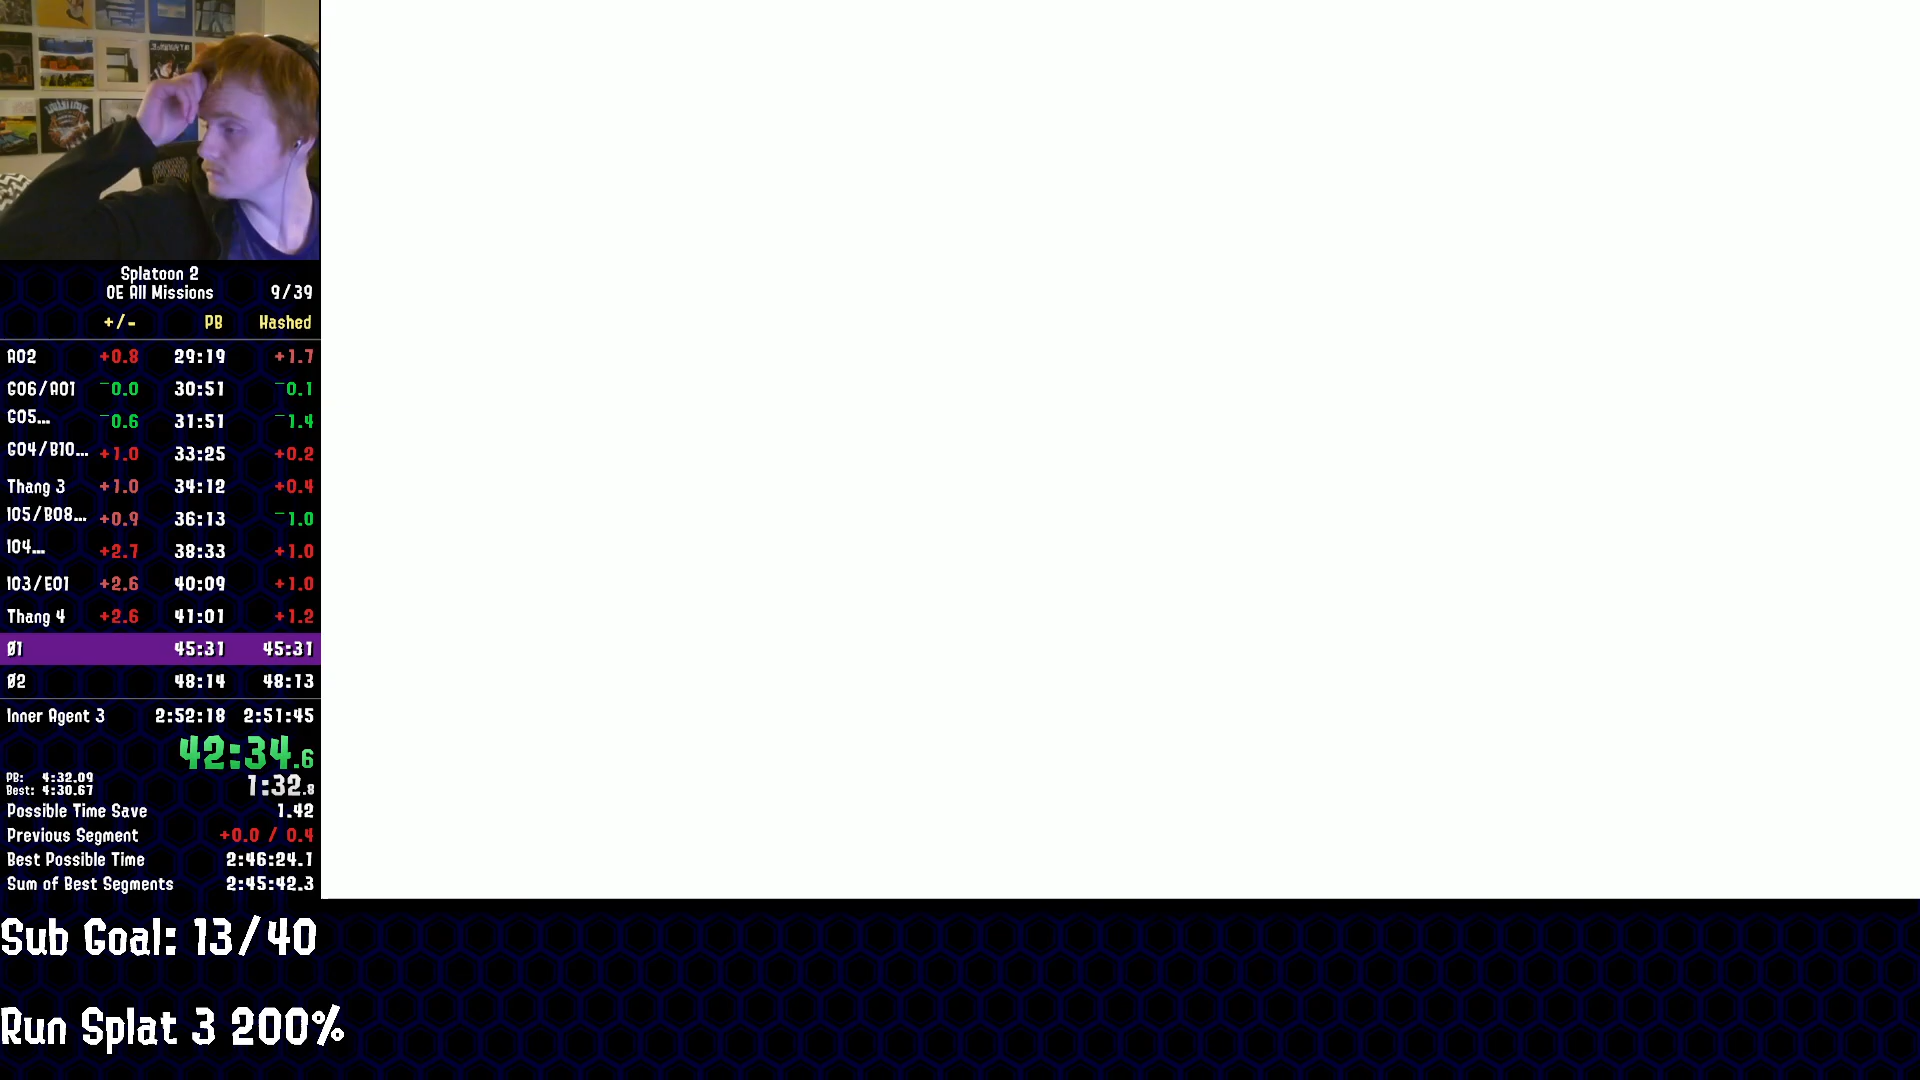 Splatoon 2
OE All Missions 9/39
+/- PB Hashed
A02 +0.8 29:19 +1.7
G06/A01 −0.0 30:51 −0.1
G05... −0.6 31:51 −1.4
G04/B10... +1.0 33:25 +0.2
Thang 3 +1.0 34:12 +0.4
I05/B08... +0.9 36:13 −1.0
I04... +2.7 38:33 +1.0
I03/E01 +2.6 40:09 +1.0
Thang 4 +2.6 41:01 +1.2
Ø1 45:31 45:31
Ø2 48:14 48:13
Inner Agent 3 2:52:18 2:51:45
42:34.6
PB: 4:32.09
Best: 4:30.67
1:32.8
Possible Time Save 1.42
Previous Segment +0.0 / 0.4
Best Possible Time 2:46:24.1
Sum of Best Segments 2:45:42.3
Sub Goal: 13/40
Run Splat 3 200%